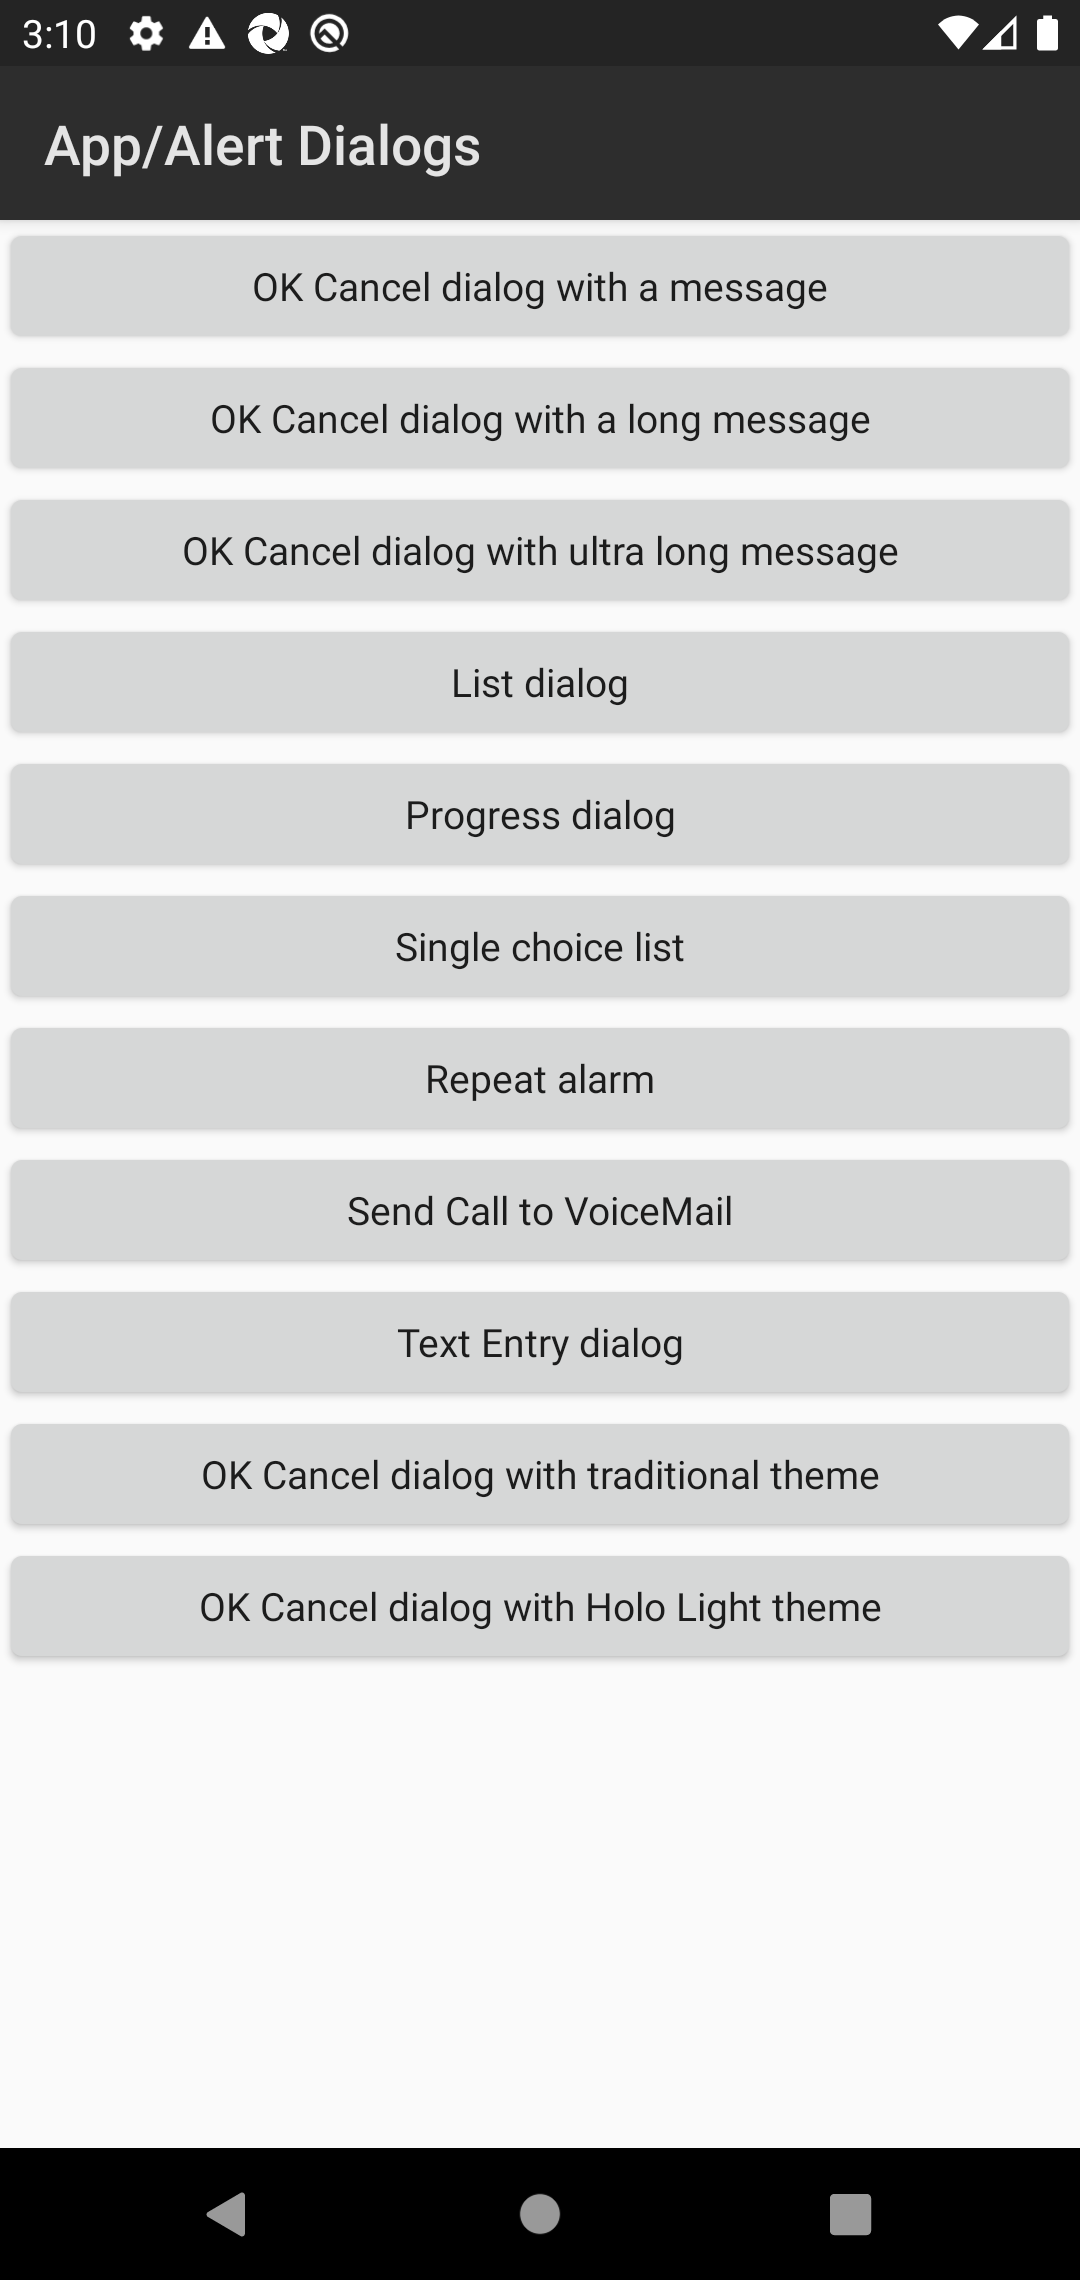 3:10
App/Alert Dialogs
OK Cancel dialog with a message
OK Cancel dialog with a long message
OK Cancel dialog with ultra long message
List dialog
Progress dialog
Single choice list
Repeat alarm
Send Call to VoiceMail
Text Entry dialog
OK Cancel dialog with traditional theme
OK Cancel dialog with Holo Light theme